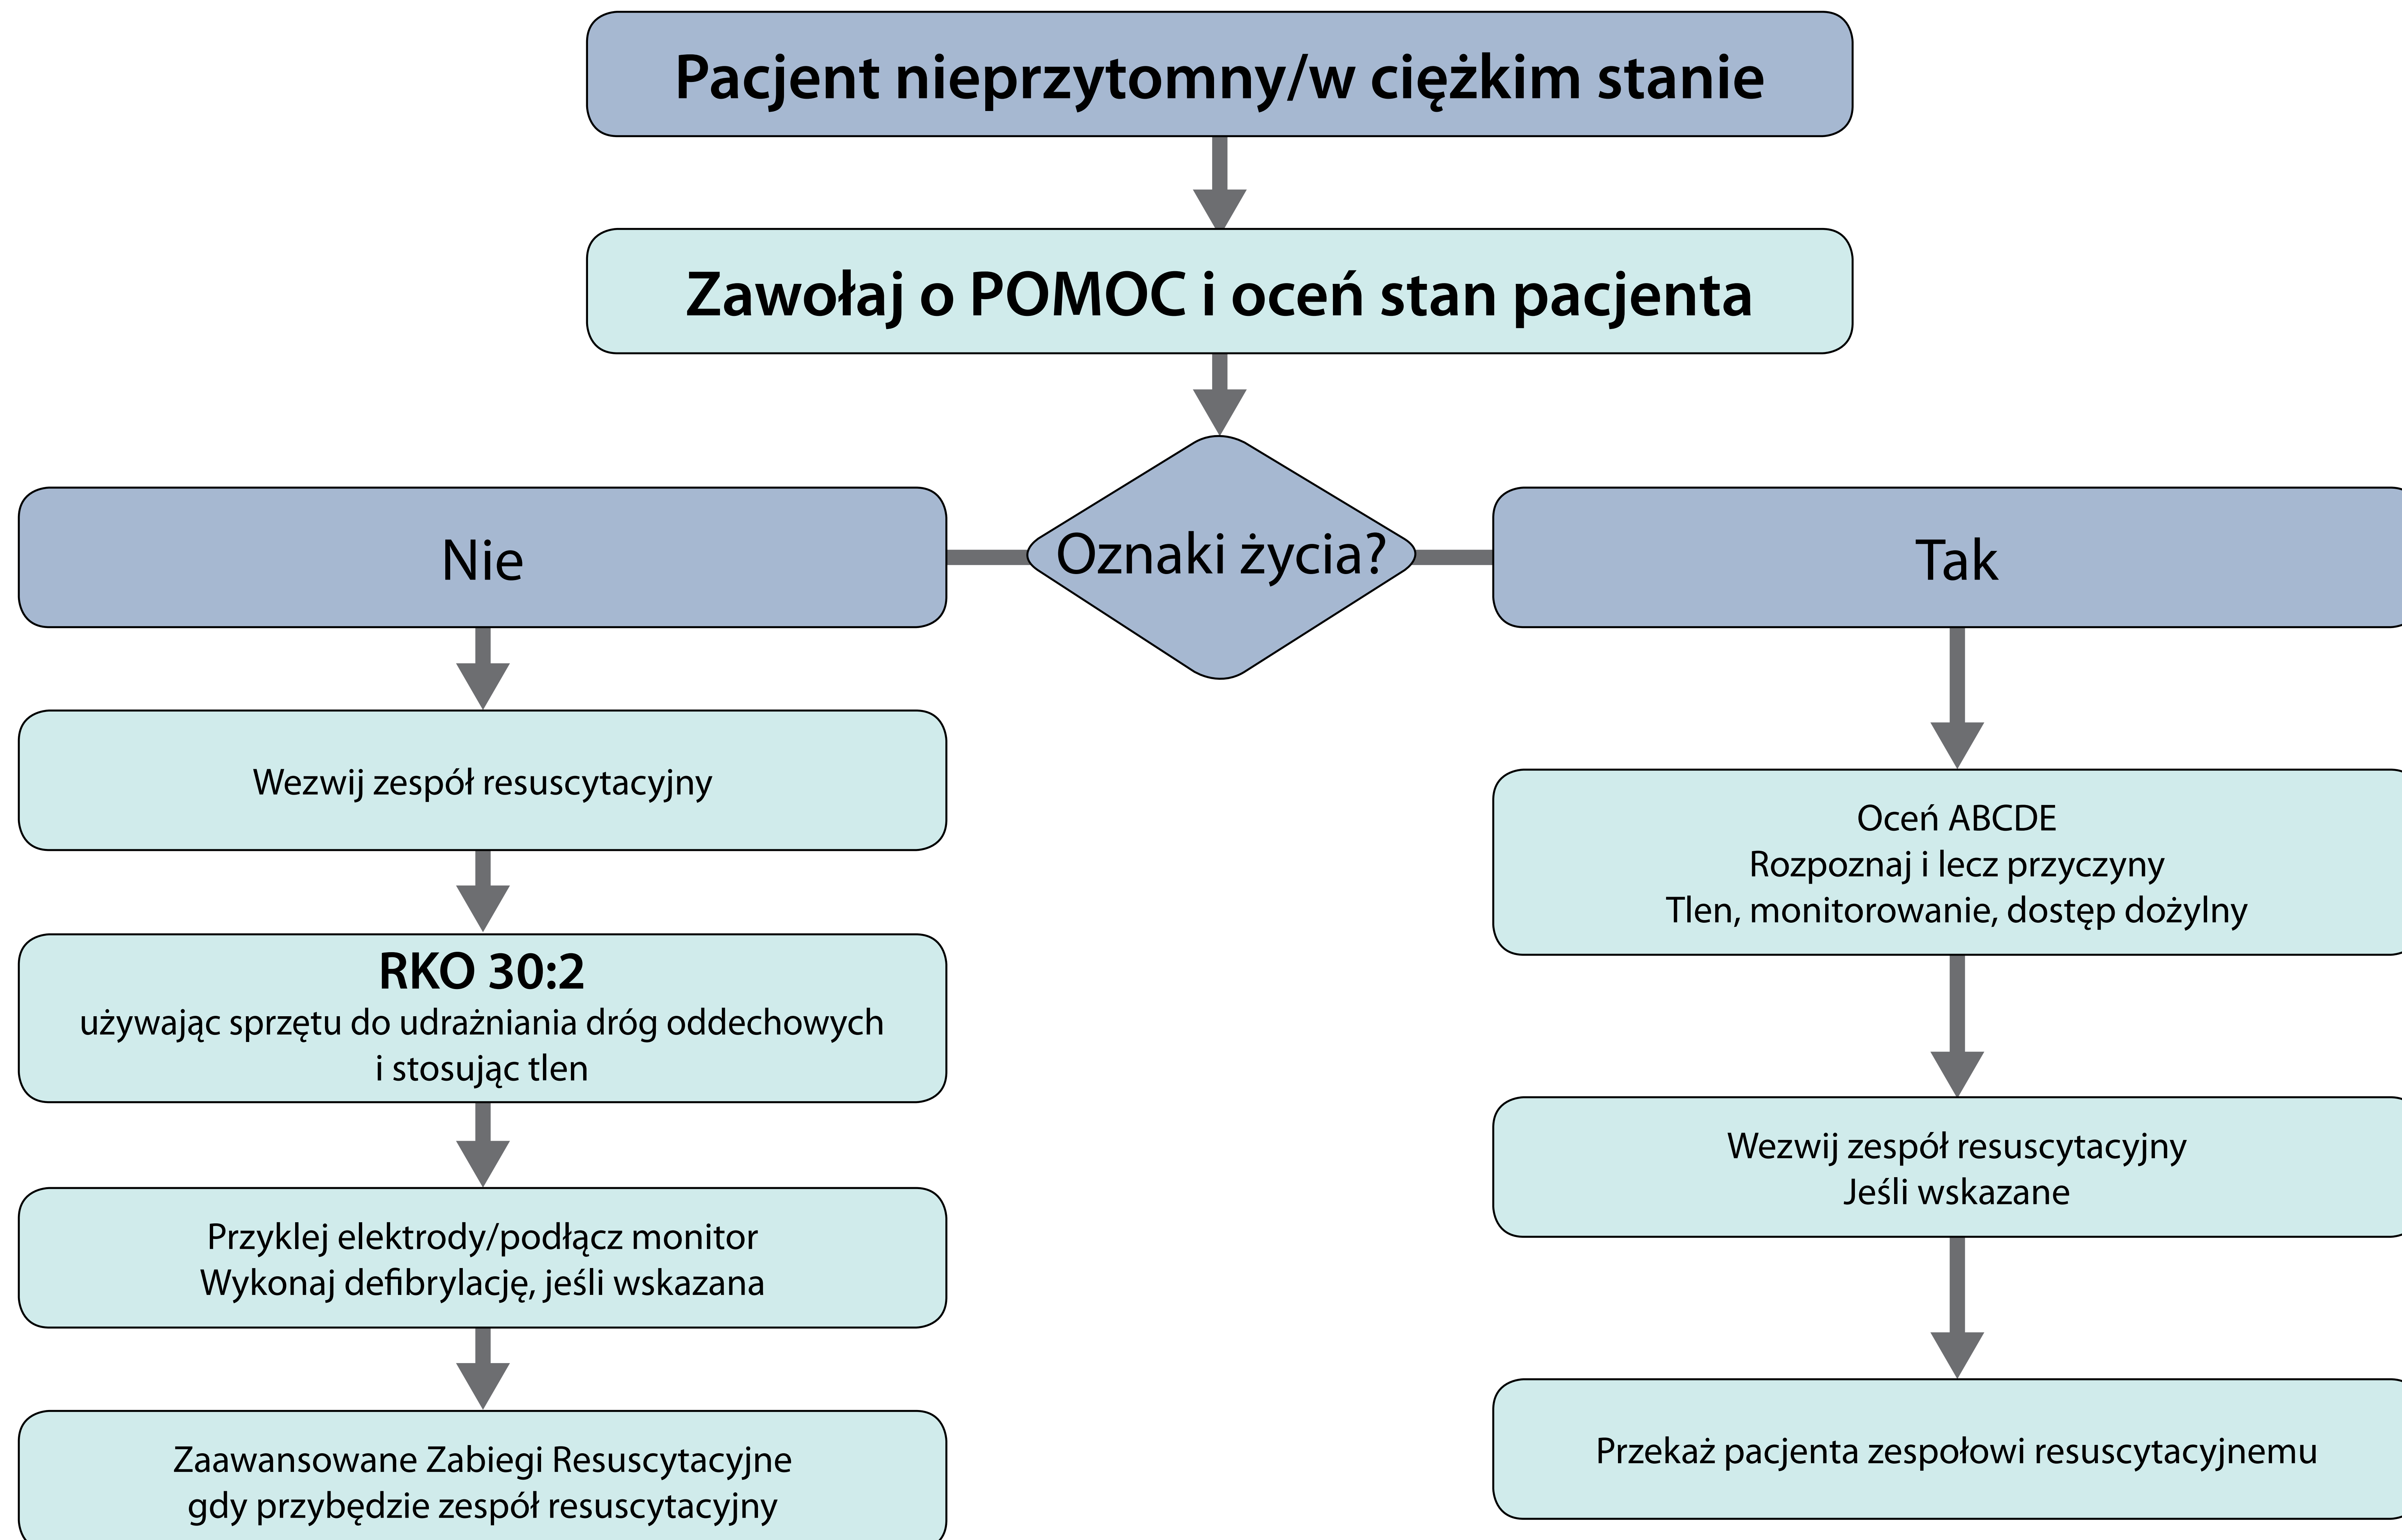 Pacjent nieprzytomny/w ciężkim stanie
Zawołaj o POMOC i oceń stan pacjenta
Oznaki życia?
Nie
Wezwij zespół resuscytacyjny
RKO 30:2
używając sprzętu do udrażniania dróg oddechowych
i stosując tlen
Przyklej elektrody/podłącz monitor
Wykonaj defibrylację, jeśli wskazana
Zaawansowane Zabiegi Resuscytacyjne
gdy przybędzie zespół resuscytacyjny
Tak
Oceń ABCDE
Rozpoznaj i lecz przyczyny
Tlen, monitorowanie, dostęp dożylny
Wezwij zespół resuscytacyjny
Jeśli wskazane
Przekaż pacjenta zespołowi resuscytacyjnemu